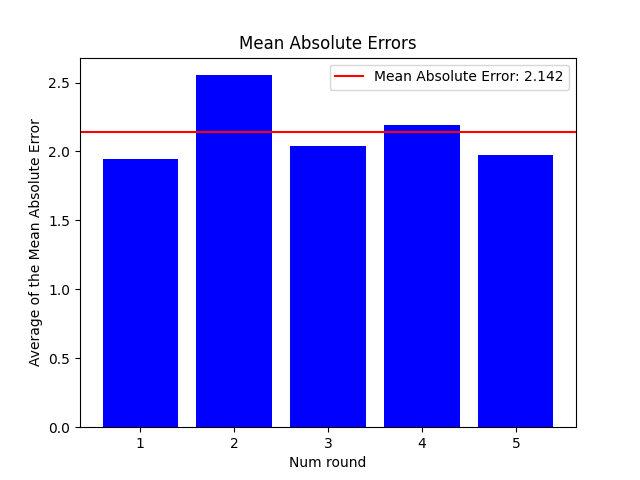 Mean Absolute Errors
Mean Absolute Error: 2.142
Average of the Mean Absolute Error
2.5
2.0
1.5
1.0
0.5
0.0
1 2 3 4 5
Num round